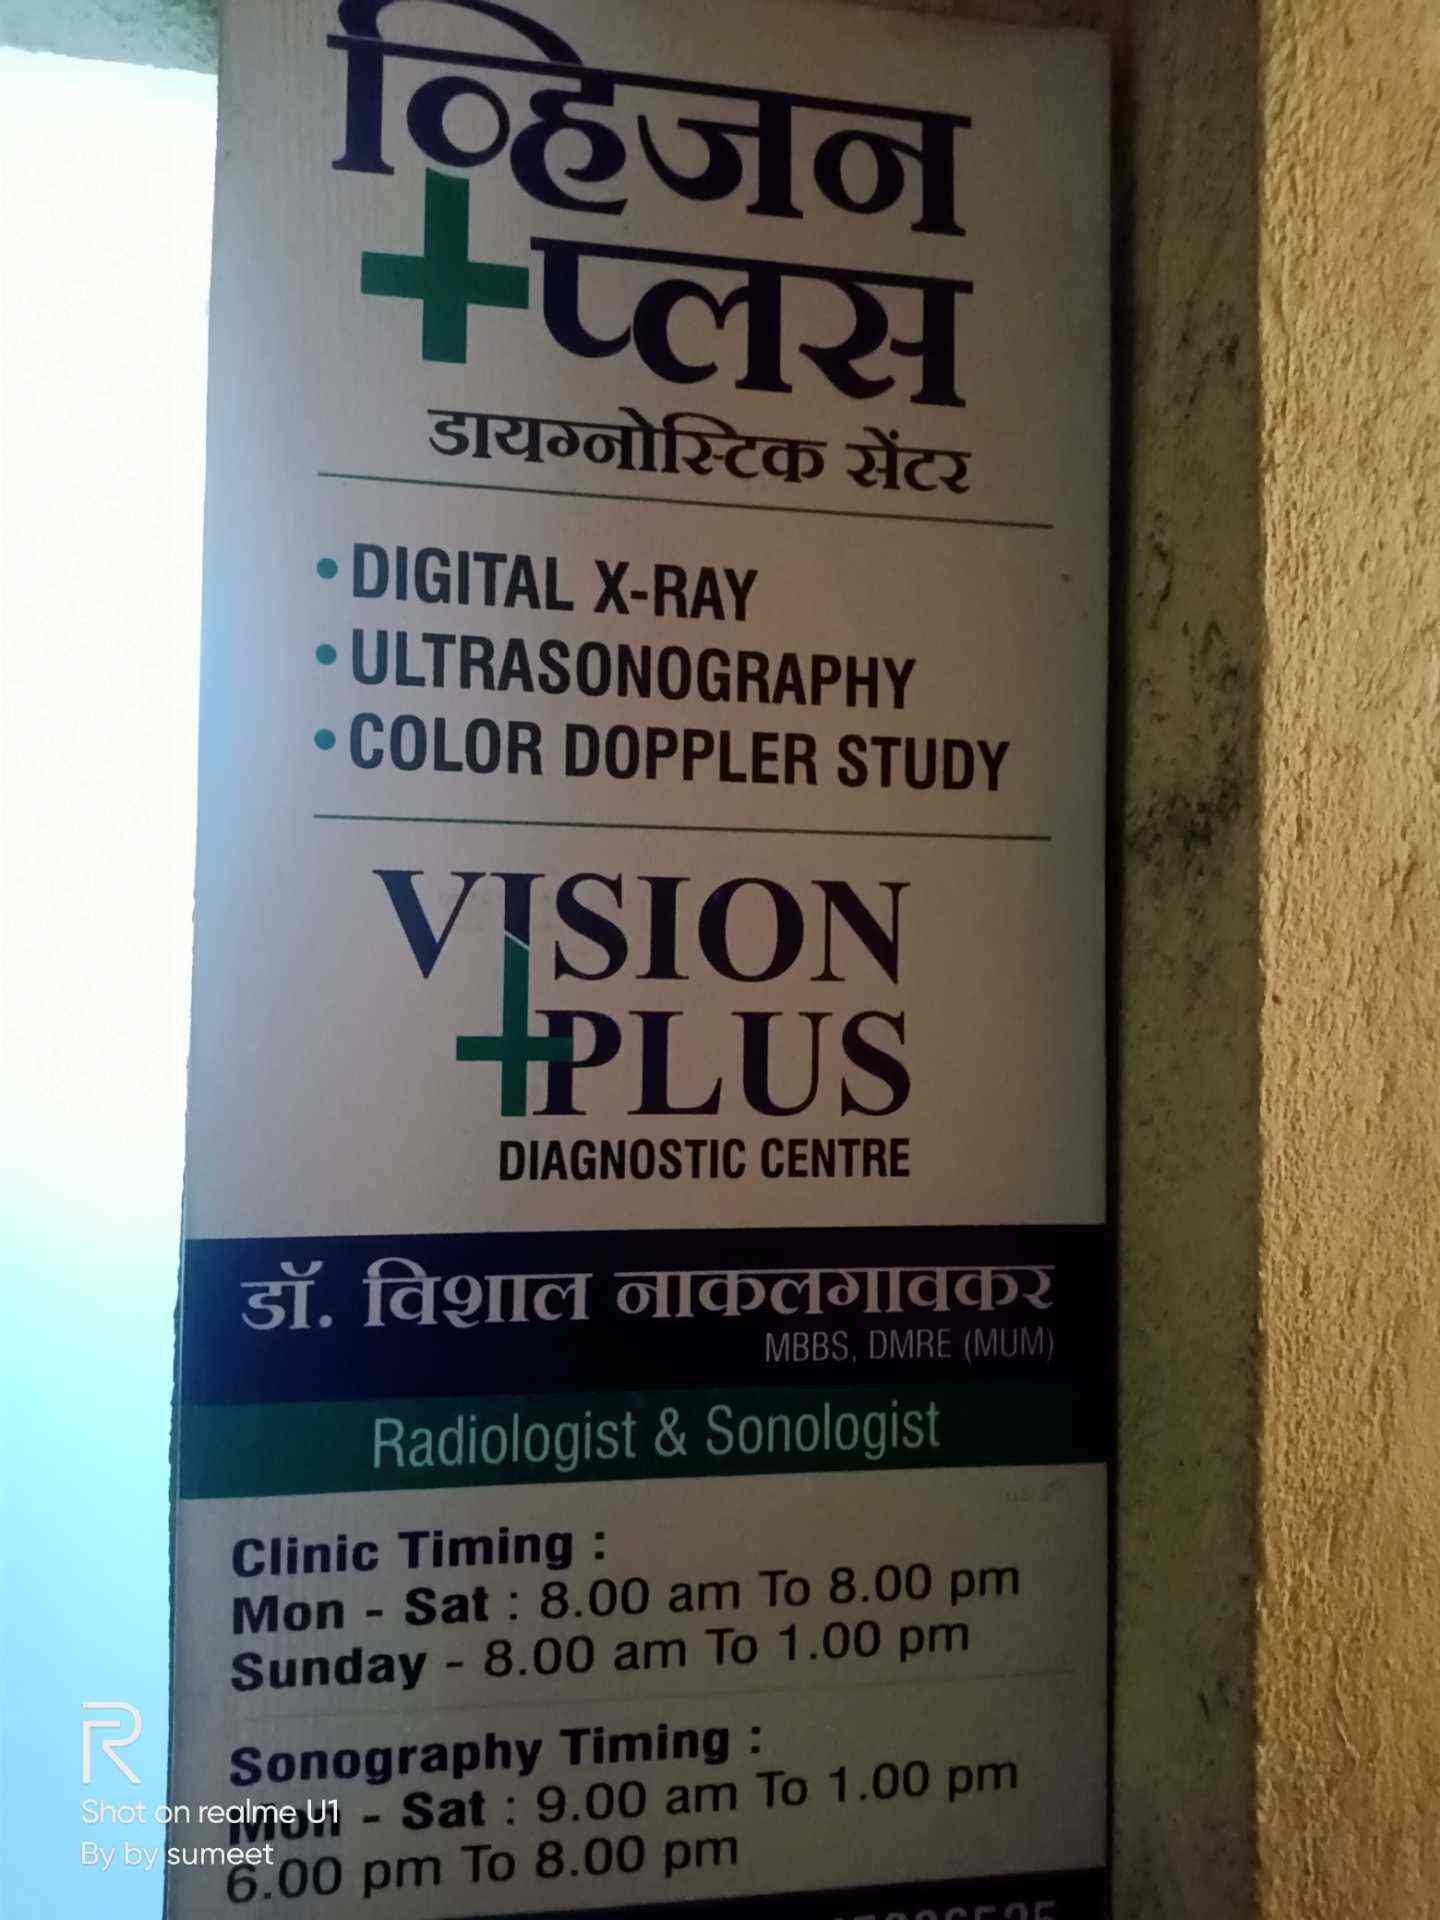 व्हिजन
प्लस
डायग्नोस्टिक सेंटर
• DIGITAL X-RAY
• ULTRASONOGRAPHY
• COLOR DOPPLER STUDY
VISION
PLUS
DIAGNOSTIC CENTRE
डॉ. विशाल नाकलगावकर
MBBS, DMRE (MUM)
Radiologist & Sonologist
Clinic Timing :
Mon - Sat : 8.00 am To 8.00 pm
Sunday - 8.00 am To 1.00 pm
Sonography Timing :
Mon - Sat : 9.00 am To 1.00 pm
6.00 pm To 8.00 pm
R
Shot on realme U1
By by sumeet